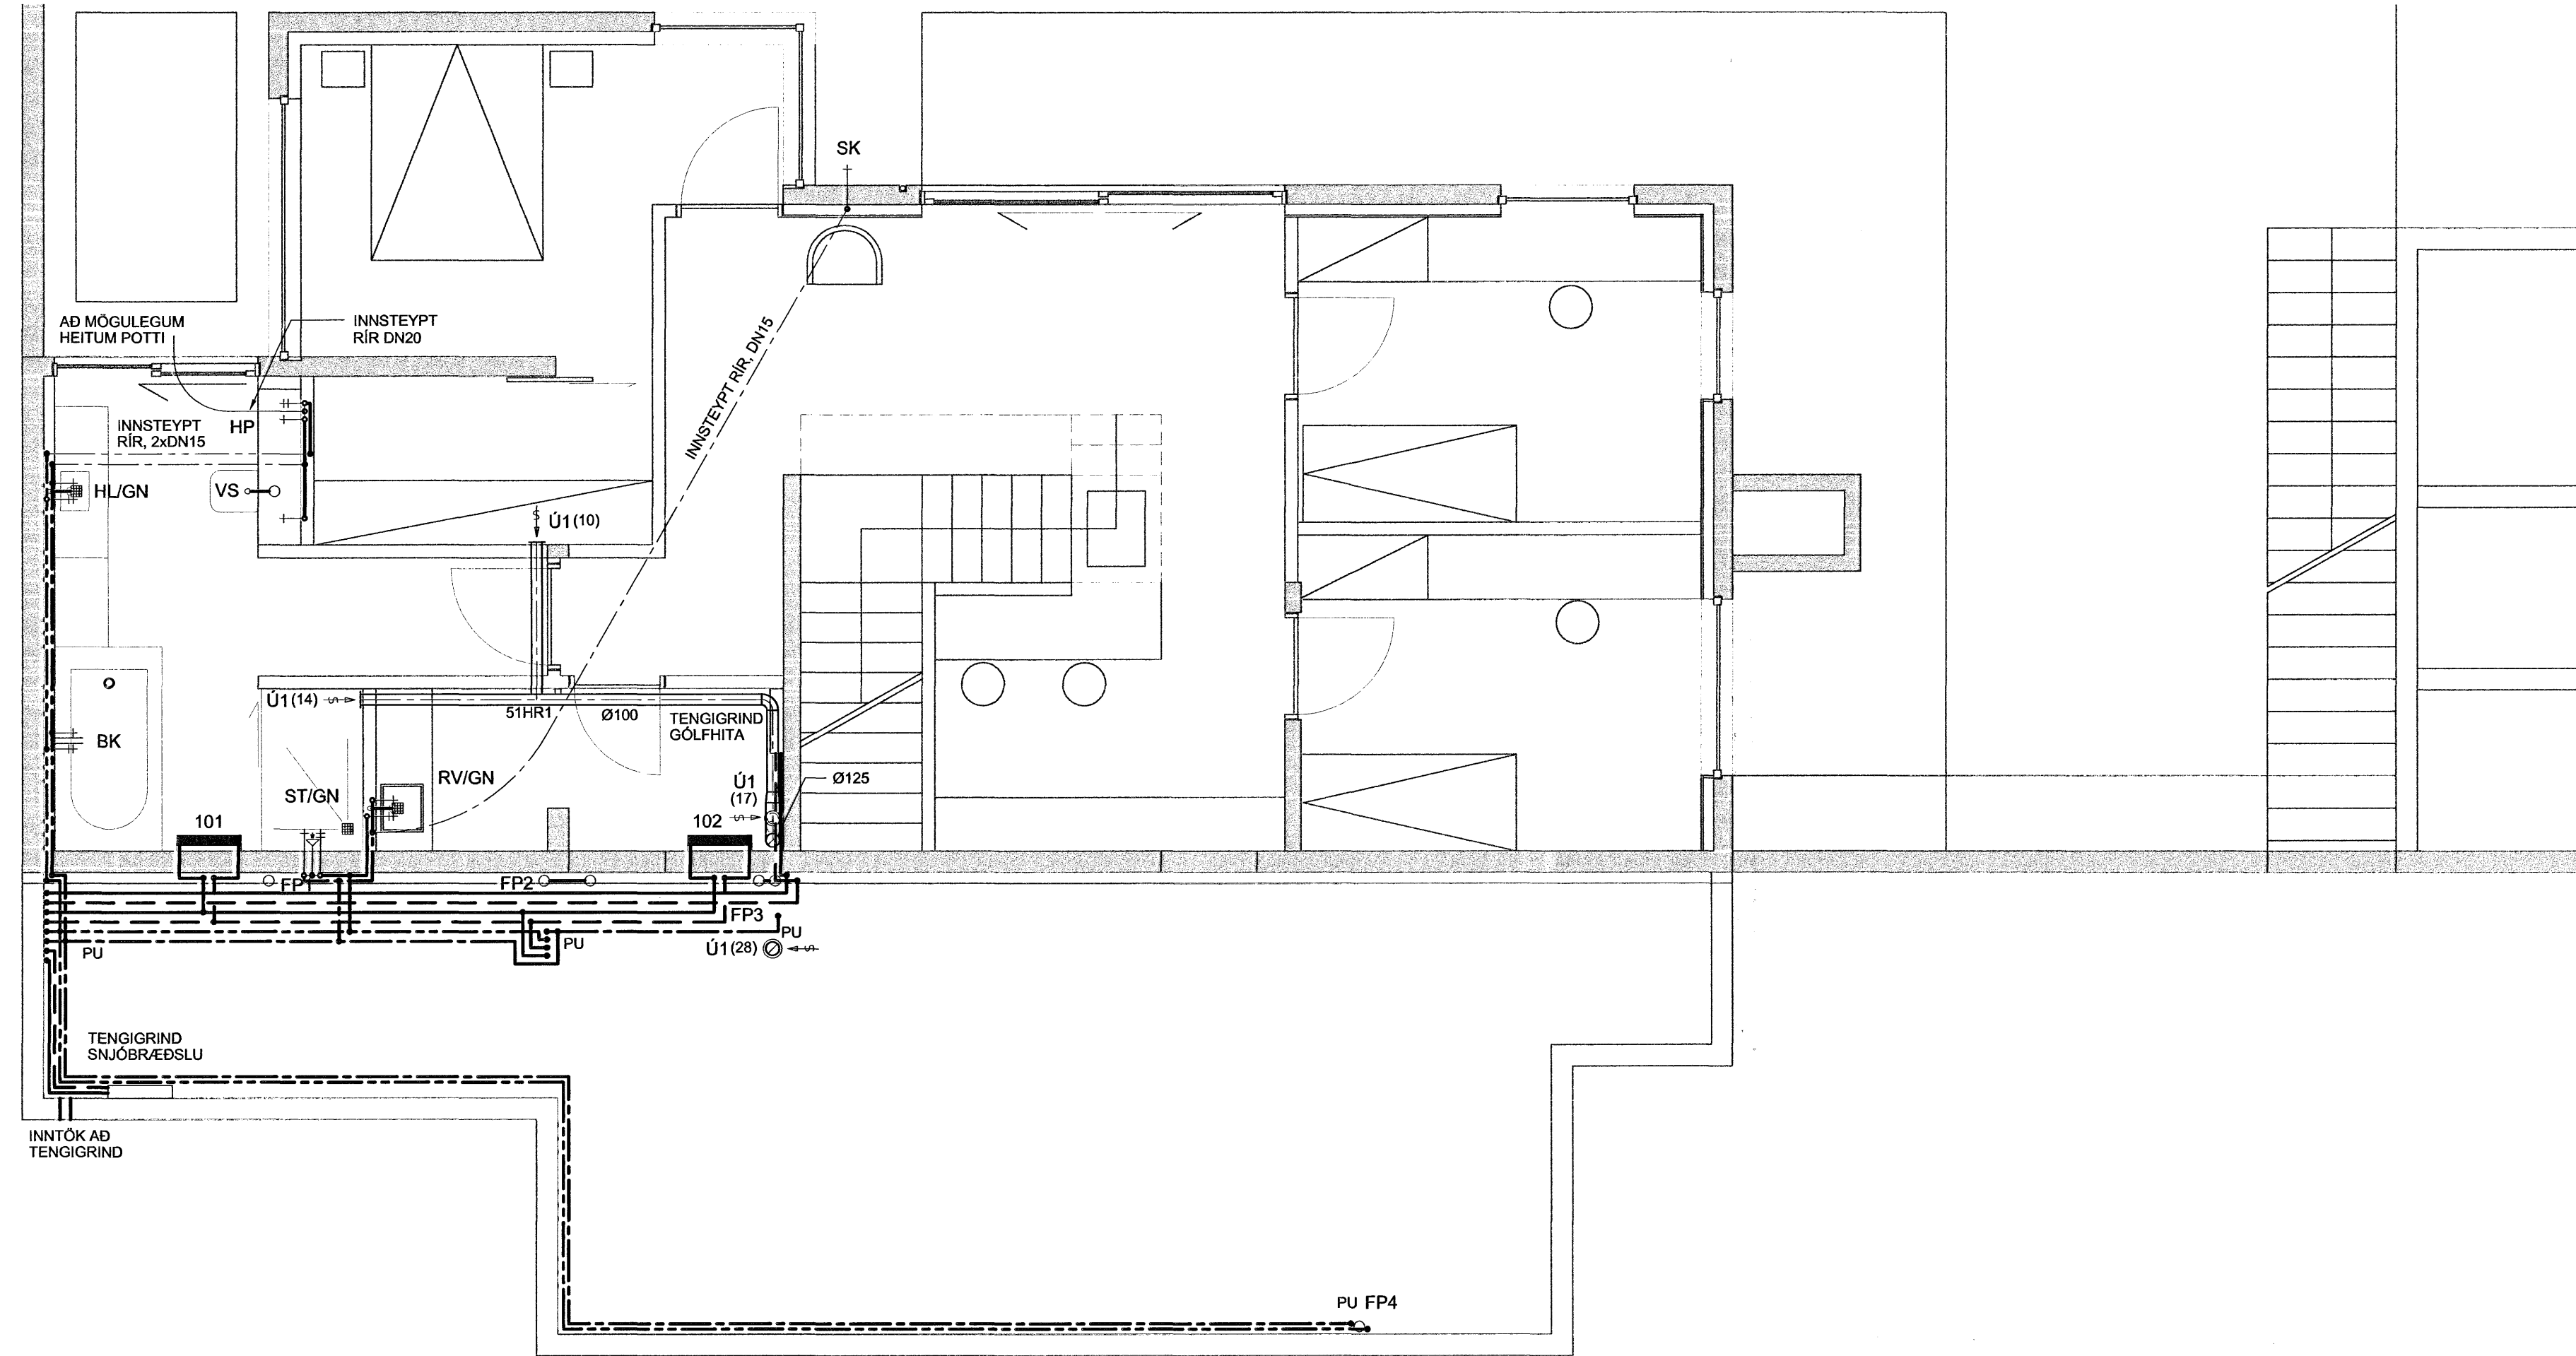 SK
AÐ MÖGULEGUM
HEITUM POTTI
INNSTEYPT
RÍR DN20
INNSTEYPT RÍR, DN15
INNSTEYPT
RÍR, 2xDN15
HP
HL/GN
VS
Ú1(10)
Ú1(14)
51HR1
Ø100
TENGIGRIND
GÓLFHITA
BK
RV/GN
ST/GN
Ú1
(17)
Ø125
101
102
FP1
FP2
FP3
PU
PU
PU
Ú1(28)
TENGIGRIND
SNJÓBRÆÐSLU
INNTÖK AÐ
TENGIGRIND
PU FP4